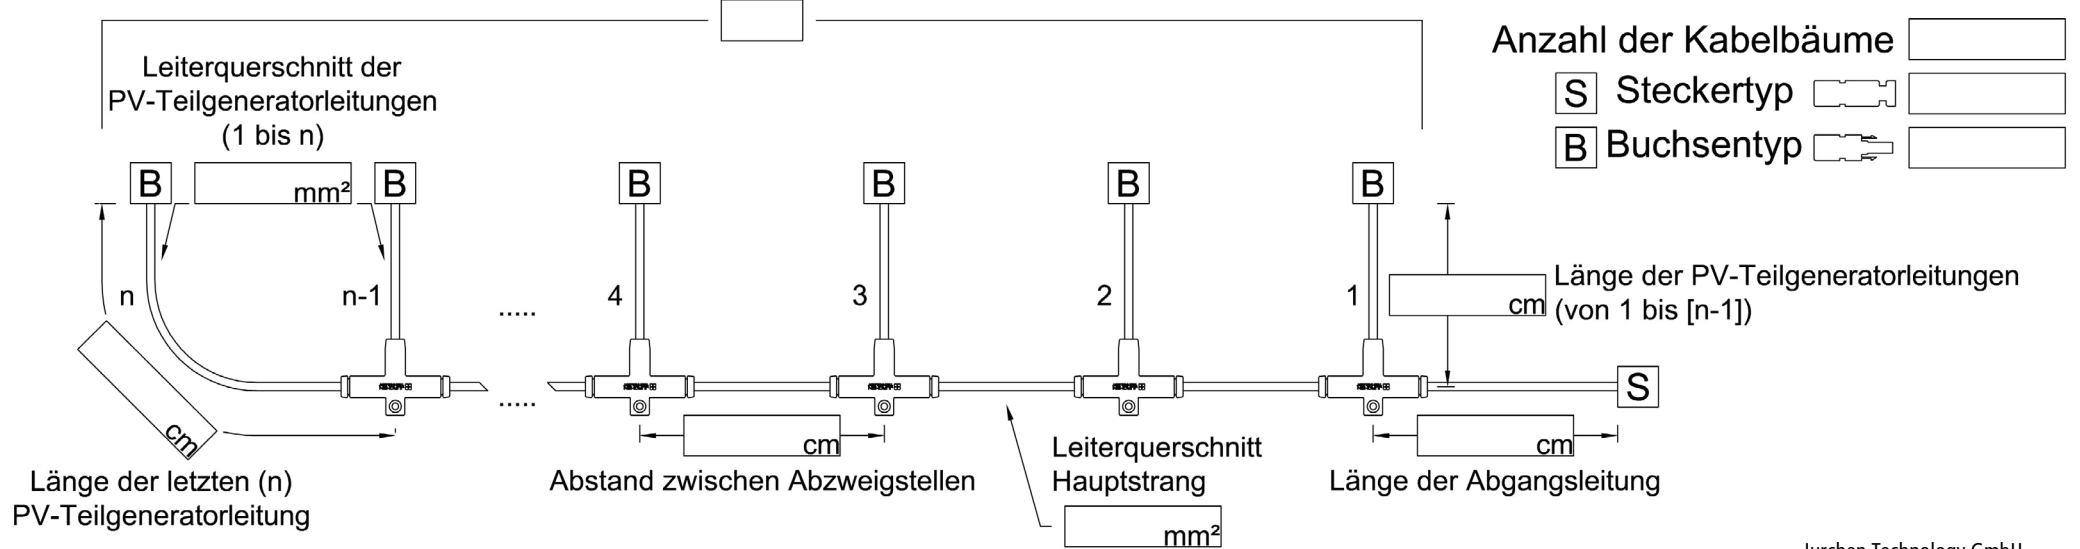 Anzahl der Kabelbäume
S Steckertyp
B Buchsentyp
Leiterquerschnitt der
PV-Teilgeneratorleitungen
(1 bis n)
B mm² B B B B B
n n-1 4 3 2 1
.....
cm
Länge der PV-Teilgeneratorleitungen
(von 1 bis [n-1])
S
.....
cm
cm
cm
Leiterquerschnitt
Hauptstrang
mm²
Abstand zwischen Abzweigstellen
Länge der Abgangsleitung
Länge der letzten (n)
PV-Teilgeneratorleitung